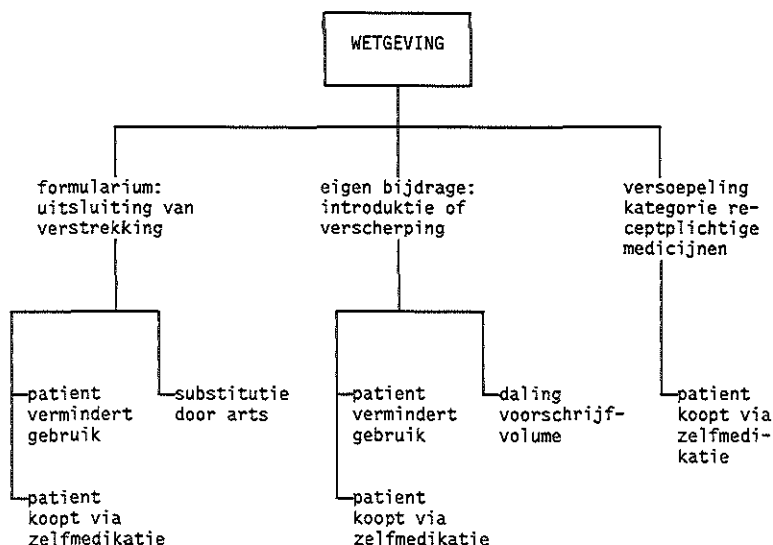 WETGEVING
formularium:
uitsluiting van
verstrekking
eigen bijdrage:
introduktie of
verscherping
versoepeling
kategorie re-
ceptplichtige
medicijnen
patient
vermindert
gebruik
substitutie
door arts
patient
vermindert
gebruik
daling
voorschrijf-
volume
patient
koopt via
zelfmedi-
katie
patient
koopt via
zelfmedikatie
patient
koopt via
zelfmedikatie